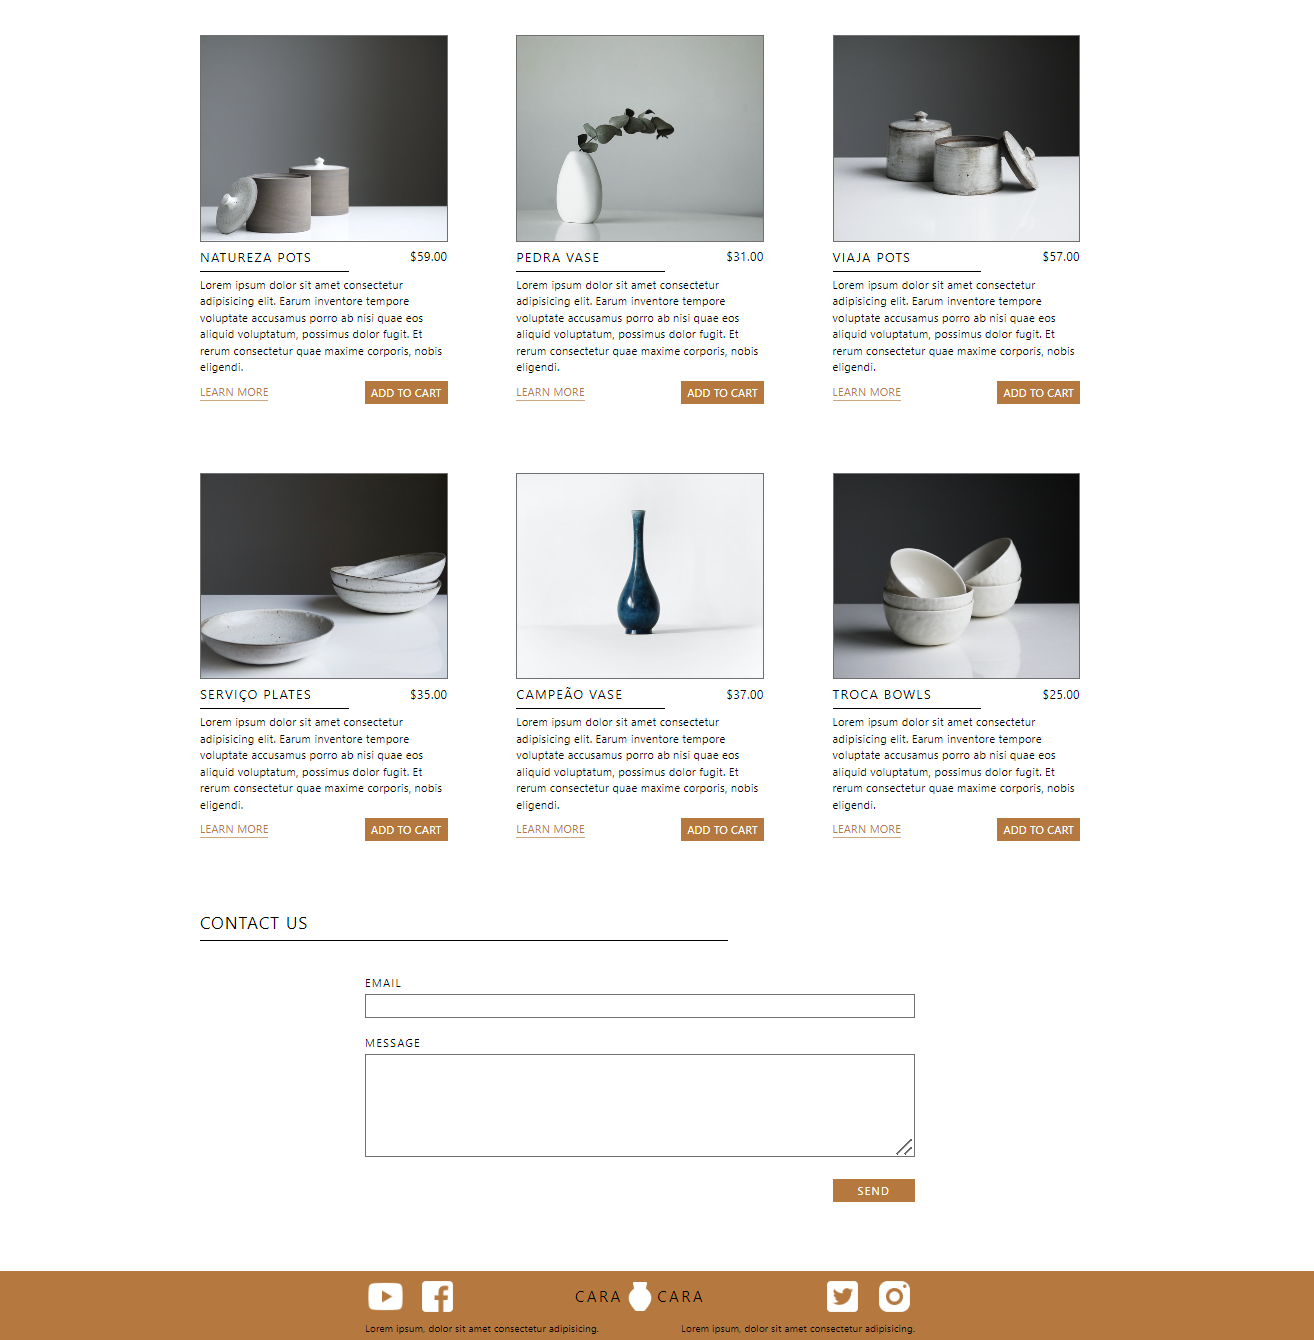 NATUREZA POTS $59.00
Lorem ipsum dolor sit amet consectetur
adipisicing elit. Earum inventore tempore
voluptate accusamus porro ab nisi quae eos
aliquid voluptatum, possimus dolor fugit. Et
rerum consectetur quae maxime corporis, nobis
eligendi.
LEARN MORE ADD TO CART
PEDRA VASE $31.00
Lorem ipsum dolor sit amet consectetur
adipisicing elit. Earum inventore tempore
voluptate accusamus porro ab nisi quae eos
aliquid voluptatum, possimus dolor fugit. Et
rerum consectetur quae maxime corporis, nobis
eligendi.
LEARN MORE ADD TO CART
VIAJA POTS $57.00
Lorem ipsum dolor sit amet consectetur
adipisicing elit. Earum inventore tempore
voluptate accusamus porro ab nisi quae eos
aliquid voluptatum, possimus dolor fugit. Et
rerum consectetur quae maxime corporis, nobis
eligendi.
LEARN MORE ADD TO CART
SERVIÇO PLATES $35.00
Lorem ipsum dolor sit amet consectetur
adipisicing elit. Earum inventore tempore
voluptate accusamus porro ab nisi quae eos
aliquid voluptatum, possimus dolor fugit. Et
rerum consectetur quae maxime corporis, nobis
eligendi.
LEARN MORE ADD TO CART
CAMPEÃO VASE $37.00
Lorem ipsum dolor sit amet consectetur
adipisicing elit. Earum inventore tempore
voluptate accusamus porro ab nisi quae eos
aliquid voluptatum, possimus dolor fugit. Et
rerum consectetur quae maxime corporis, nobis
eligendi.
LEARN MORE ADD TO CART
TROCA BOWLS $25.00
Lorem ipsum dolor sit amet consectetur
adipisicing elit. Earum inventore tempore
voluptate accusamus porro ab nisi quae eos
aliquid voluptatum, possimus dolor fugit. Et
rerum consectetur quae maxime corporis, nobis
eligendi.
LEARN MORE ADD TO CART
CONTACT US
EMAIL
MESSAGE
SEND
CARA CARA
Lorem ipsum, dolor sit amet consectetur adipisicing.
Lorem ipsum, dolor sit amet consectetur adipisicing.